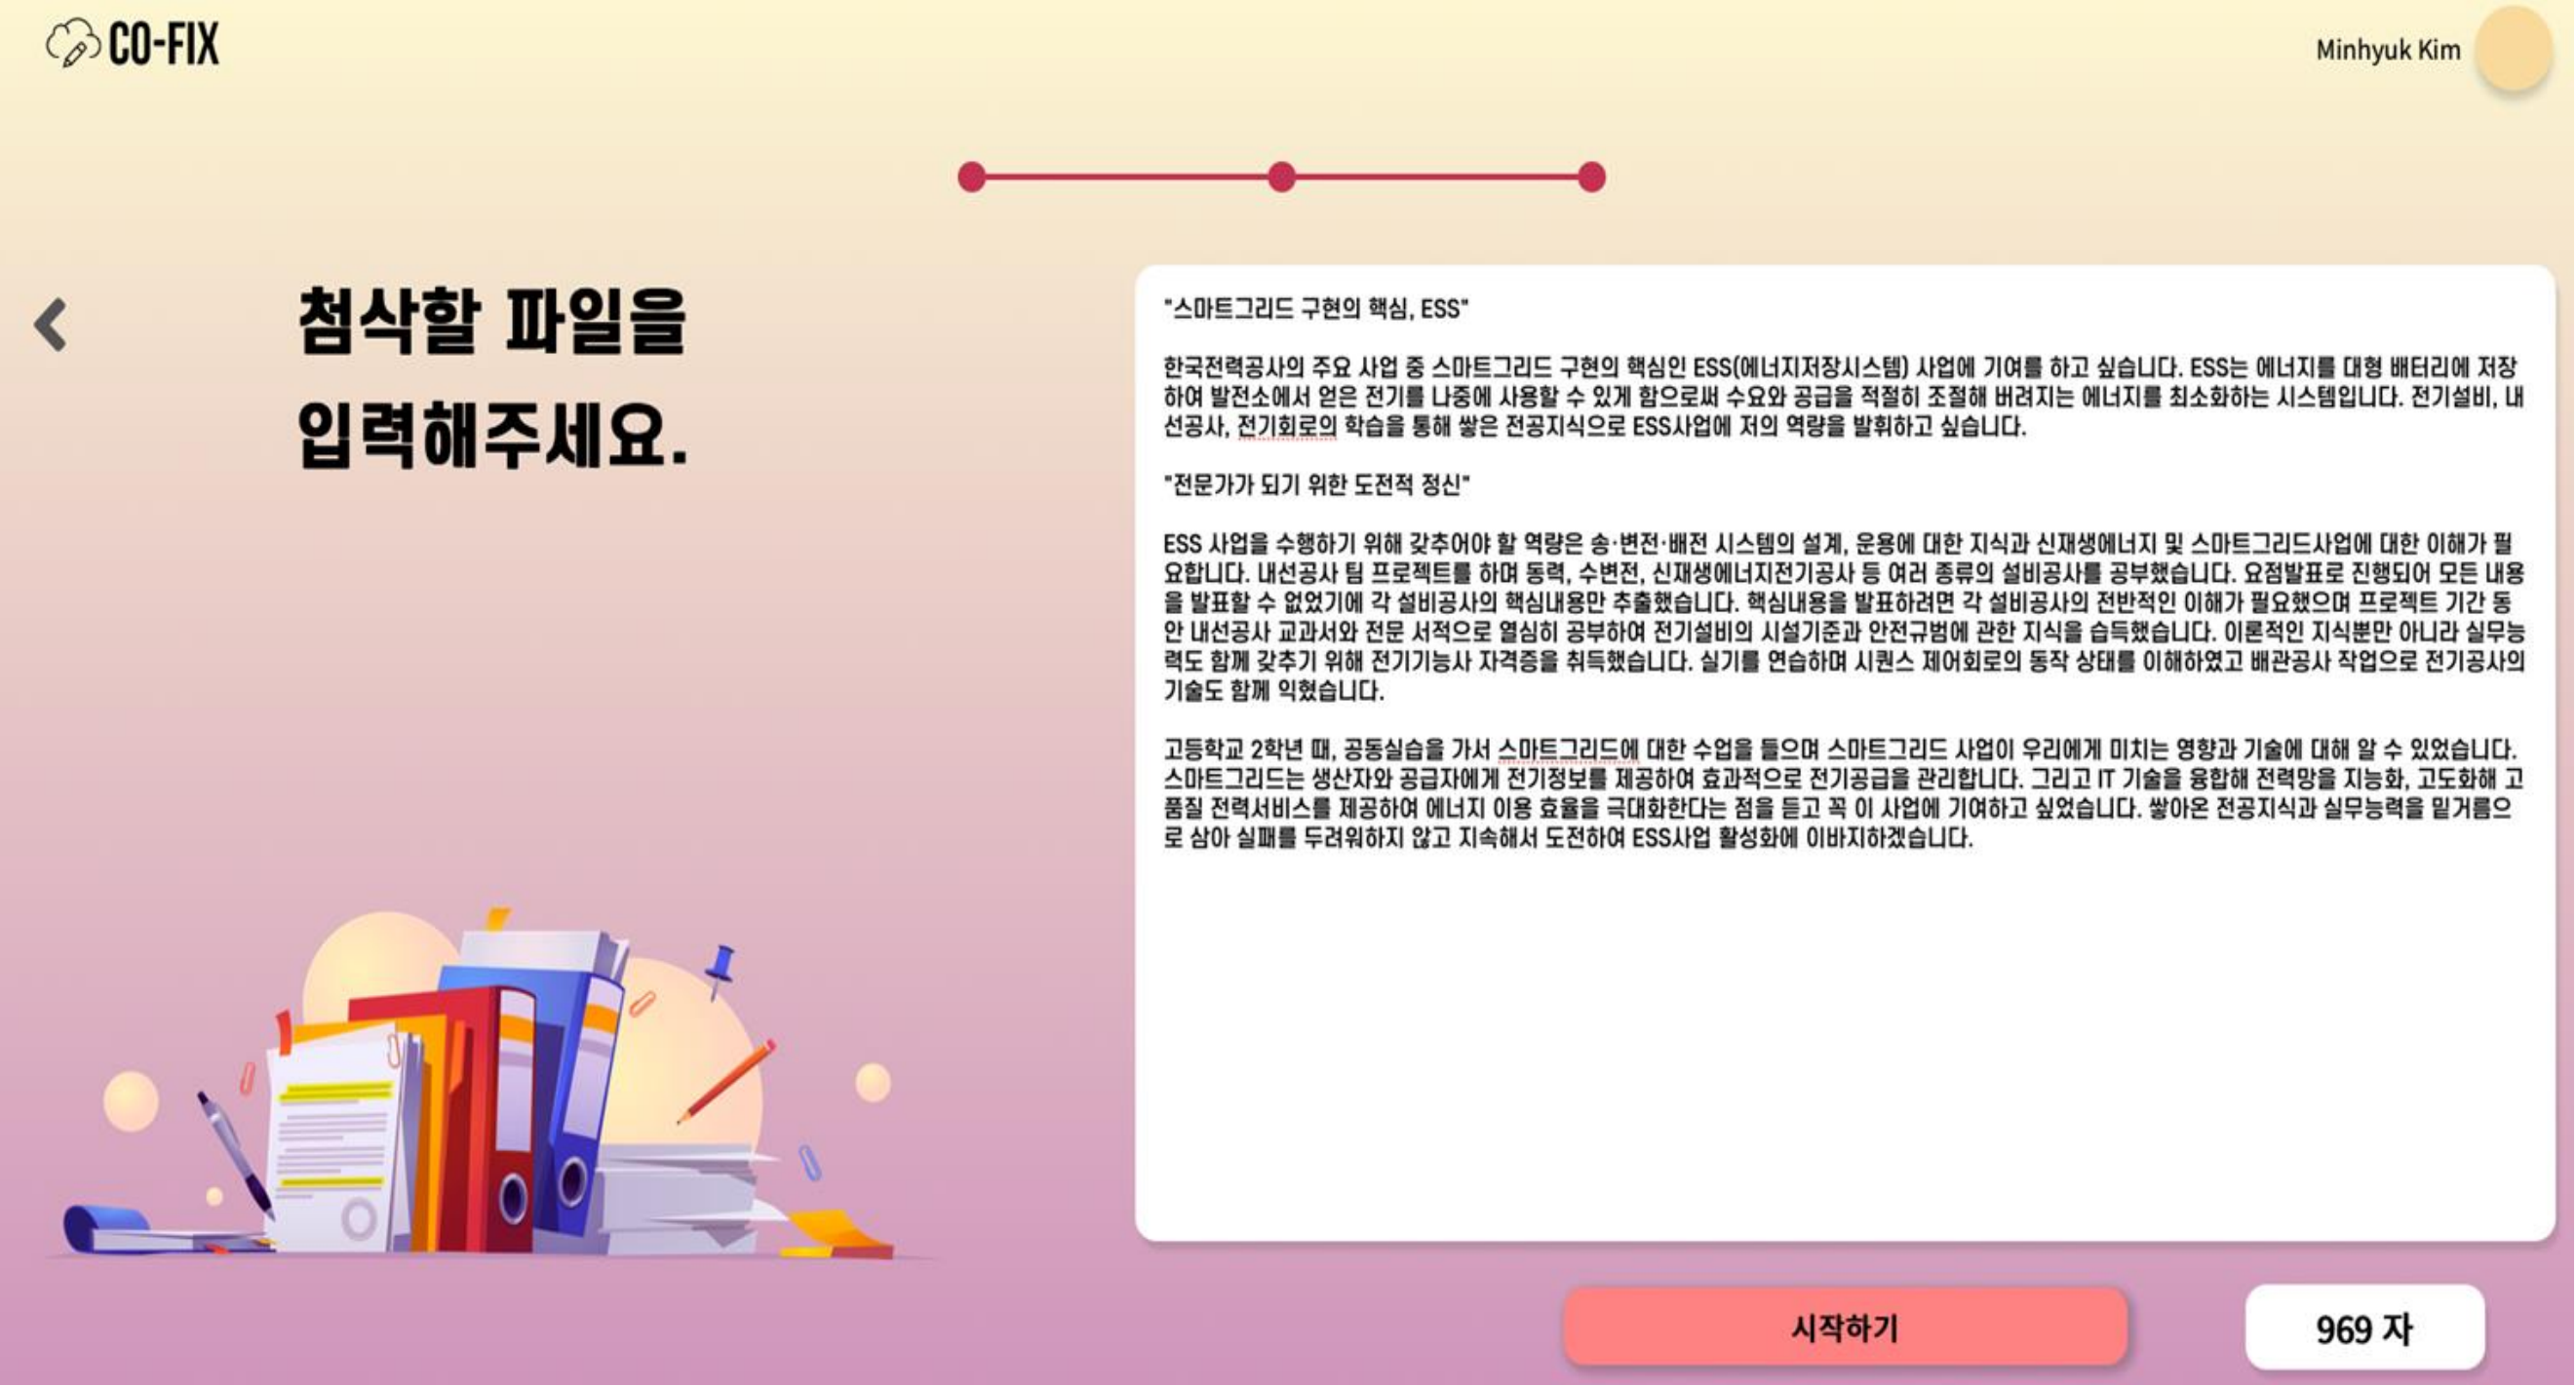 CO-FIX
Minhyuk Kim
첨삭할 파일을
입력해주세요.
"스마트그리드 구현의 핵심, ESS"
한국전력공사의 주요 사업 중 스마트그리드 구현의 핵심인 ESS(에너지저장시스템) 사업에 기여를 하고 싶습니다. ESS는 에너지를 대형 배터리에 저장
하여 발전소에서 얻은 전기를 나중에 사용할 수 있게 함으로써 수요와 공급을 적절히 조절해 버려지는 에너지를 최소화하는 시스템입니다. 전기설비, 내
선공사, 전기회로의 학습을 통해 쌓은 전공지식으로 ESS사업에 저의 역량을 발휘하고 싶습니다.
"전문가가 되기 위한 도전적 정신"
ESS 사업을 수행하기 위해 갖추어야 할 역량은 송·변전·배전 시스템의 설계, 운용에 대한 지식과 신재생에너지 및 스마트그리드사업에 대한 이해가 필
요합니다. 내선공사 팀 프로젝트를 하며 동력, 수변전, 신재생에너지전기공사 등 여러 종류의 설비공사를 공부했습니다. 요점발표로 진행되어 모든 내용
을 발표할 수 없었기에 각 설비공사의 핵심내용만 추출했습니다. 핵심내용을 발표하려면 각 설비공사의 전반적인 이해가 필요했으며 프로젝트 기간 동
안 내선공사 교과서와 전문 서적으로 열심히 공부하여 전기설비의 시설기준과 안전규범에 관한 지식을 습득했습니다. 이론적인 지식뿐만 아니라 실무능
력도 함께 갖추기 위해 전기기능사 자격증을 취득했습니다. 실기를 연습하며 시퀀스 제어회로의 동작 상태를 이해하였고 배관공사 작업으로 전기공사의
기술도 함께 익혔습니다.
고등학교 2학년 때, 공동실습을 가서 스마트그리드에 대한 수업을 들으며 스마트그리드 사업이 우리에게 미치는 영향과 기술에 대해 알 수 있었습니다.
스마트그리드는 생산자와 공급자에게 전기정보를 제공하여 효과적으로 전기공급을 관리합니다. 그리고 IT 기술을 융합해 전력망을 지능화, 고도화해 고
품질 전력서비스를 제공하여 에너지 이용 효율을 극대화한다는 점을 듣고 꼭 이 사업에 기여하고 싶었습니다. 쌓아온 전공지식과 실무능력을 밑거름으
로 삼아 실패를 두려워하지 않고 지속해서 도전하여 ESS사업 활성화에 이바지하겠습니다.
시작하기
969 자